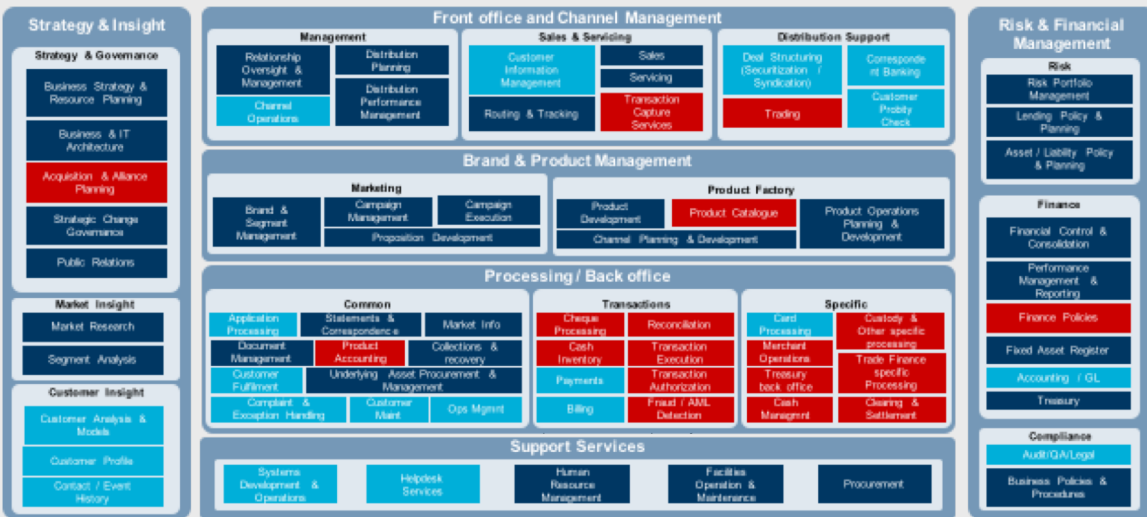 Strategy & Insight
Strategy & Governance
Business Strategy &
Resource Planning
Business & IT
Architecture
Acquisition & Alliance
Planning
Strategic Change
Governance
Public Relations
Market Insight
Market Research
Segment Analysis
Customer Insight
Customer Analysis &
Models
Customer Profile
Contact / Event
History
Front office and Channel Management
Management
Relationship
Oversight &
Management
Channel
Operations
Distribution
Planning
Distribution
Performance
Management
Sales & Servicing
Customer
Information
Management
Routing & Tracking
Sales
Servicing
Transaction
Capture
Services
Distribution Support
Deal Structuring
(Securitization /
Syndication)
Trading
Corresponde
nt Banking
Customer
Probity
Check
Brand & Product Management
Marketing
Brand &
Segment
Management
Campaign
Management
Campaign
Execution
Proposition Development
Product Factory
Product
Development
Product Catalogue
Channel Planning & Development
Product Operations
Planning &
Development
Processing / Back office
Common
Application
Processing
Statements &
Correspondence
Market Info
Document
Management
Product
Accounting
Collections &
recovery
Customer
Fulfilment
Underlying Asset Procurement &
Management
Complaint &
Exception Handling
Customer
Maint
Ops Mgmnt
Transactions
Cheque
Processing
Reconciliation
Cash
Inventory
Transaction
Execution
Payments
Transaction
Authorization
Billing
Fraud / AML
Detection
Specific
Card
Processing
Custody &
Other specific
processing
Merchant
Operations
Trade Finance
specific
Processing
Treasury
back office
Cash
Managmnt
Clearing &
Settlement
Support Services
Systems
Development &
Operations
Helpdesk
Services
Human
Resource
Management
Facilities
Operation &
Maintenance
Procurement
Risk & Financial
Management
Risk
Risk Portfolio
Management
Lending Policy &
Planning
Asset / Liability Policy
& Planning
Finance
Financial Control &
Consolidation
Performance
Management &
Reporting
Finance Policies
Fixed Asset Register
Accounting / GL
Treasury
Compliance
Audit/QA/Legal
Business Policies &
Procedures